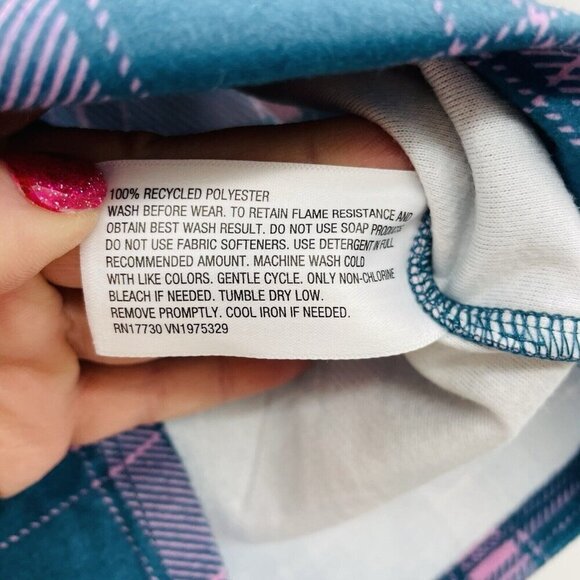 100% RECYCLED POLYESTER
WASH BEFORE WEAR. TO RETAIN FLAME RESISTANCE AND
OBTAIN BEST WASH RESULT. DO NOT USE SOAP PRODUCTS
DO NOT USE FABRIC SOFTENERS. USE DETERGENT IN FULL
RECOMMENDED AMOUNT. MACHINE WASH COLD
WITH LIKE COLORS. GENTLE CYCLE. ONLY NON-CHLORINE
BLEACH IF NEEDED. TUMBLE DRY LOW.
REMOVE PROMPTLY. COOL IRON IF NEEDED.
RN17730 VN1975329